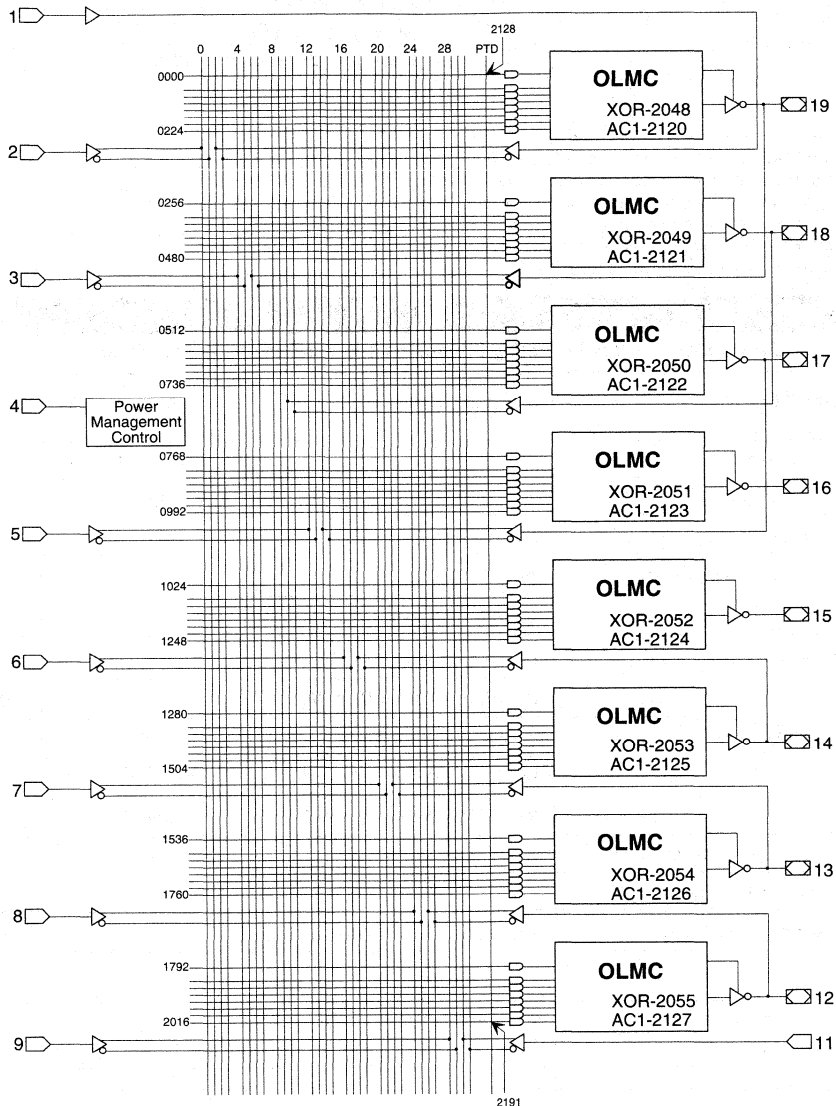 1
2128
0 4 8 12 16 20 24 28 PTD
0000
OLMC
XOR-2048
AC1-2120
19
0224
2
0256
OLMC
XOR-2049
AC1-2121
18
0480
3
0512
OLMC
XOR-2050
AC1-2122
17
0736
4
Power
Management
Control
0768
OLMC
XOR-2051
AC1-2123
16
0992
5
1024
OLMC
XOR-2052
AC1-2124
15
1248
6
1280
OLMC
XOR-2053
AC1-2125
14
1504
7
1536
OLMC
XOR-2054
AC1-2126
13
1760
8
1792
OLMC
XOR-2055
AC1-2127
12
2016
9
11
2191